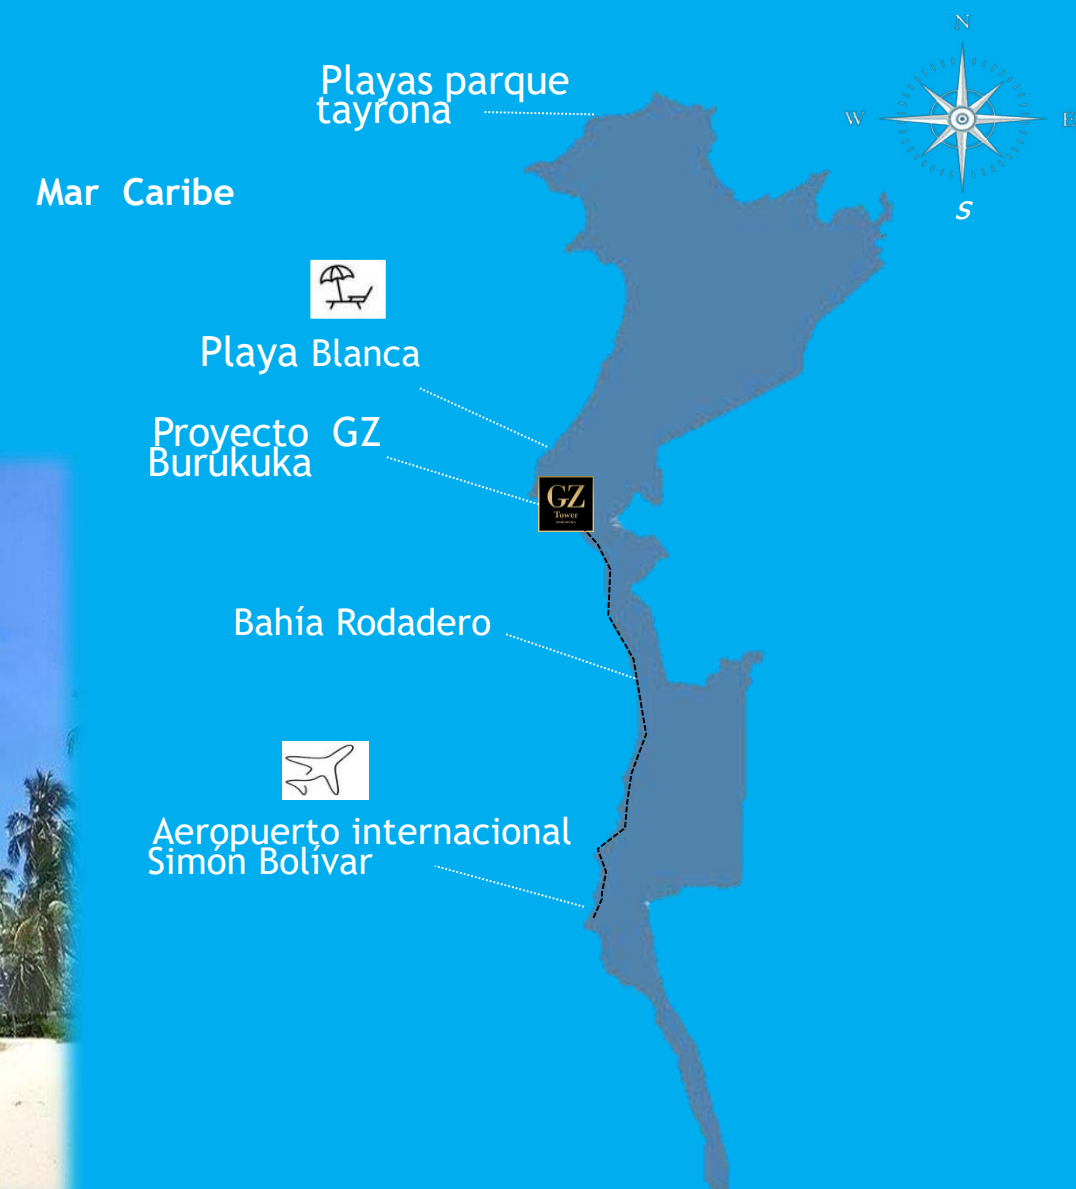 N
Playas parque
tayrona
W
E
Mar Caribe
S
Playa Blanca
Proyecto GZ
Burukuka
GZ
Tower
Bahía Rodadero
Aeropuerto internacional
Simón Bolívar